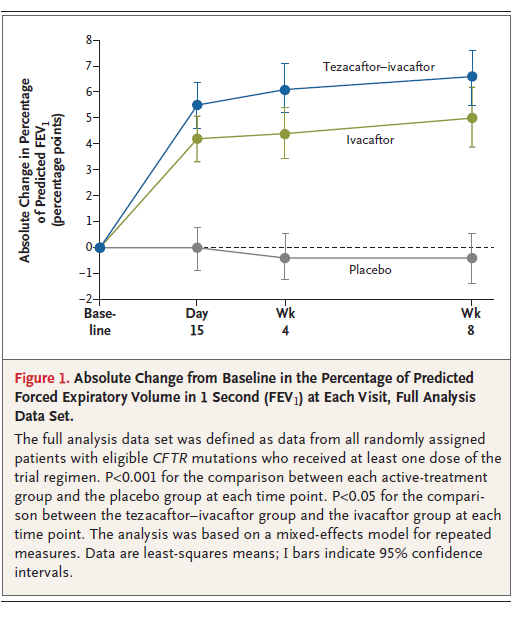 Absolute Change in Percentage
of Predicted FEV1
(percentage points)
8
7
6
5
4
3
2
1
0
−1
−2
Tezacaftor–ivacaftor
Ivacaftor
Placebo
Base-
line
Day
15
Wk
4
Wk
8
Figure 1. Absolute Change from Baseline in the Percentage of Predicted
Forced Expiratory Volume in 1 Second (FEV1) at Each Visit, Full Analysis
Data Set.
The full analysis data set was defined as data from all randomly assigned
patients with eligible CFTR mutations who received at least one dose of the
trial regimen. P<0.001 for the comparison between each active-treatment
group and the placebo group at each time point. P<0.05 for the compari-
son between the tezacaftor–ivacaftor group and the ivacaftor group at each
time point. The analysis was based on a mixed-effects model for repeated
measures. Data are least-squares means; I bars indicate 95% confidence
intervals.